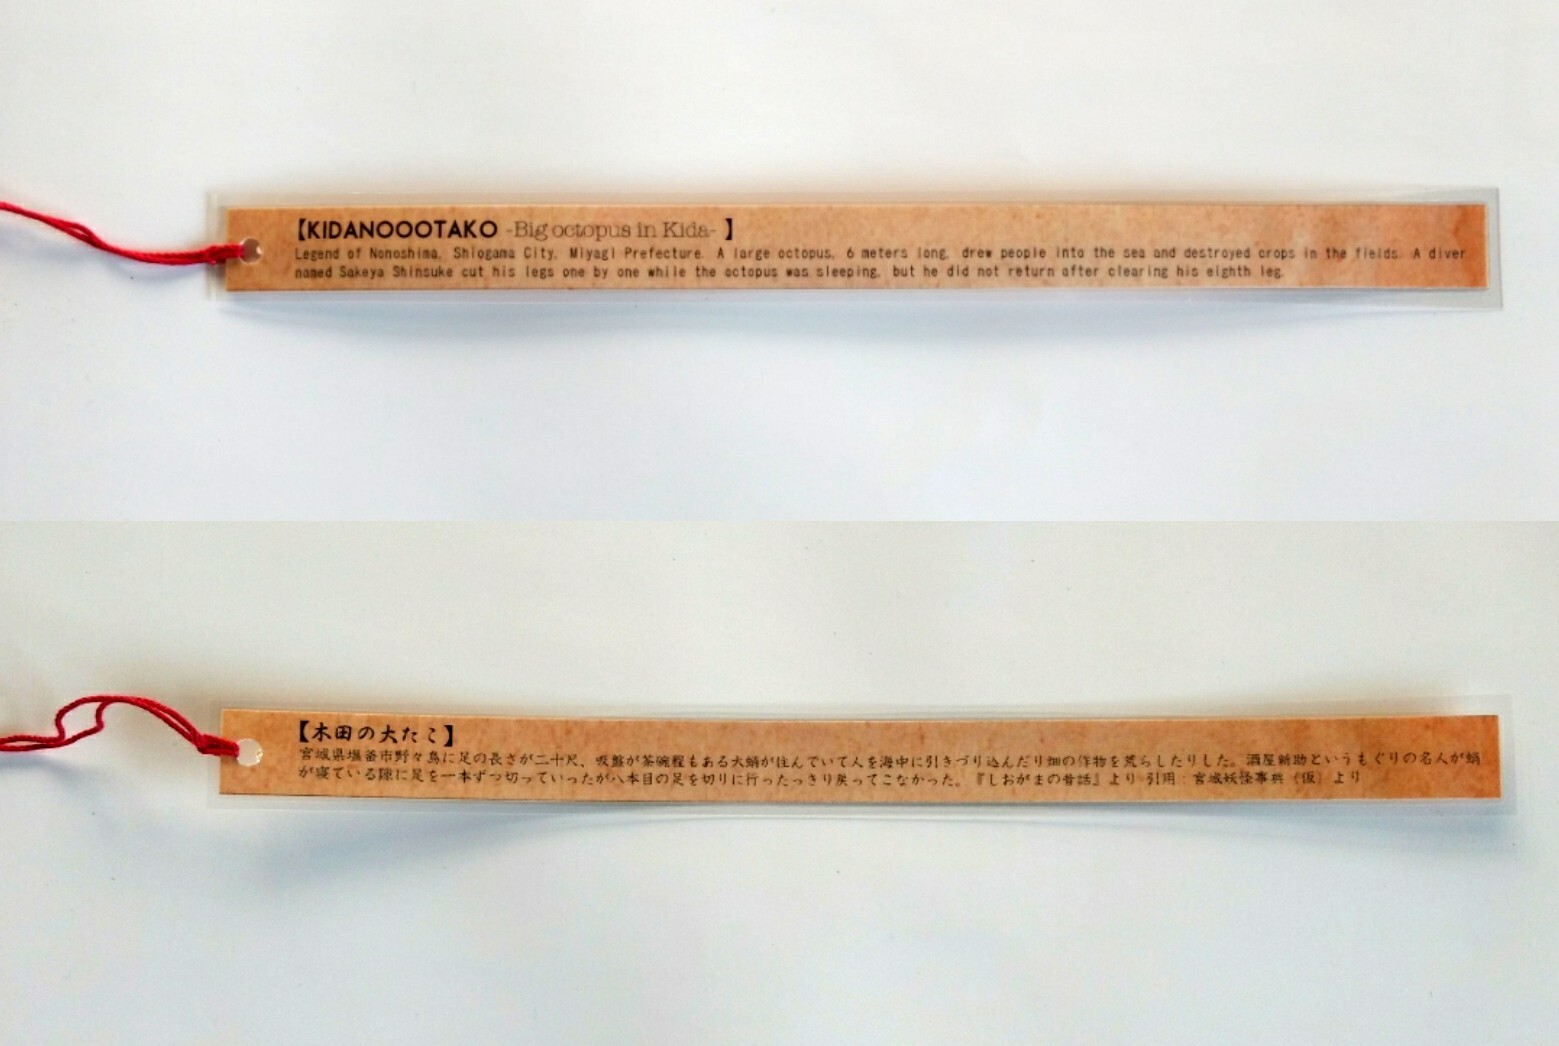 【KIDANOOOTAKO -Big octopus in Kida- 】
Legend of Nonoshima, Shiogama City, Miyagi Prefecture. A large octopus, 6 meters long, drew people into the sea and destroyed crops in the fields. A diver
named Sakeya Shinsuke cut his legs one by one while the octopus was sleeping, but he did not return after clearing his eighth leg.
【木田の大たこ】
宮城県塩釜市野々島に足の長さが二十尺、吸盤が茶碗程もある大蛸が住んでいて人を海中に引きづり込んだり畑の作物を荒らしたりした。酒屋新助というもぐりの名人が蛸
が寝ている隙に足を一本ずつ切っていったが八本目の足を切りに行ったっきり戻ってこなかった。『しおがまの昔話』より 引用：宮城妖怪事典（仮）より